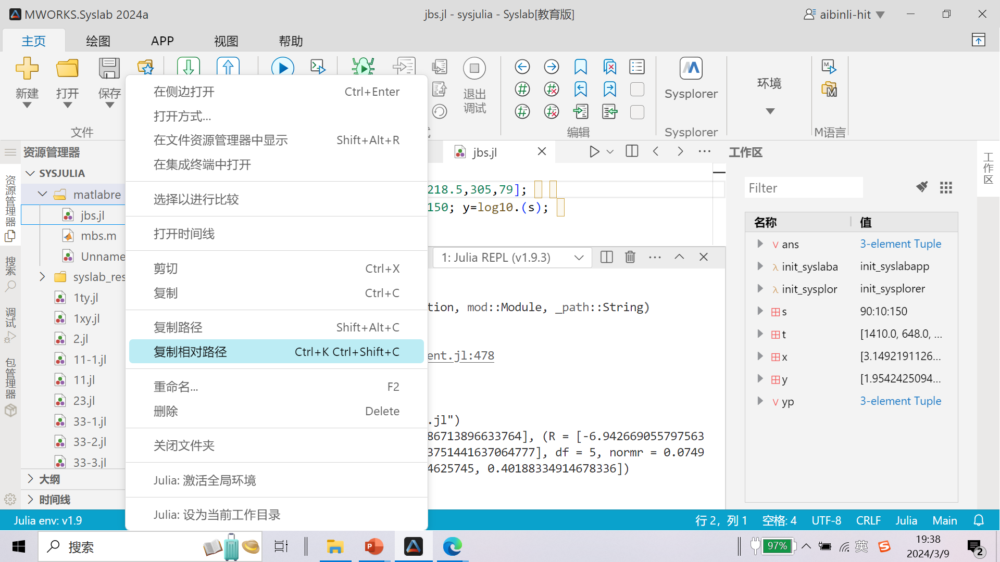 MWORKS.Syslab 2024a
jbs.jl - sysjulia - Syslab[教育版]
aibinli-hit
主页
绘图
APP
视图
帮助
新建
打开
保存
退出
调试
Sysplorer
环境
文件
编辑
Sysplorer
M语言
在侧边打开 Ctrl+Enter
打开方式...
在文件资源管理器中显示 Shift+Alt+R
在集成终端中打开
选择以进行比较
打开时间线
剪切 Ctrl+X
复制 Ctrl+C
复制路径 Shift+Alt+C
复制相对路径 Ctrl+K Ctrl+Shift+C
重命名... F2
删除 Delete
关闭文件夹
Julia: 激活全局环境
Julia: 设为当前工作目录
资源管理器
搜索
调试
包管理器
资源管理器
SYSJULIA
matlabre
jbs.jl
mbs.m
Unname
syslab_res
1ty.jl
1xy.jl
2.jl
11-1.jl
11.jl
23.jl
33-1.jl
33-2.jl
33-3.jl
大纲
时间线
jbs.jl
218.5,305,79];
150; y=log10.(s);
1: Julia REPL (v1.9.3)
tion, mod::Module, _path::String)
ent.jl:478
.jl")
86713896633764], (R = [-6.942669055797563
3751441637064777], df = 5, normr = 0.0749
4625745, 0.40188334914678336])
工作区
工作区
Filter
名称 值
ans 3-element Tuple
init_syslaba init_syslabapp
init_sysplor init_sysplorer
s 90:10:150
t [1410.0, 648.0, ...
x [3.1492191126...
y [1.9542425094...
yp 3-element Tuple
Julia env: v1.9
行 2，列 1
空格: 4
UTF-8
CRLF
Julia
Main
搜索
97%
英
19:38
2024/3/9
2